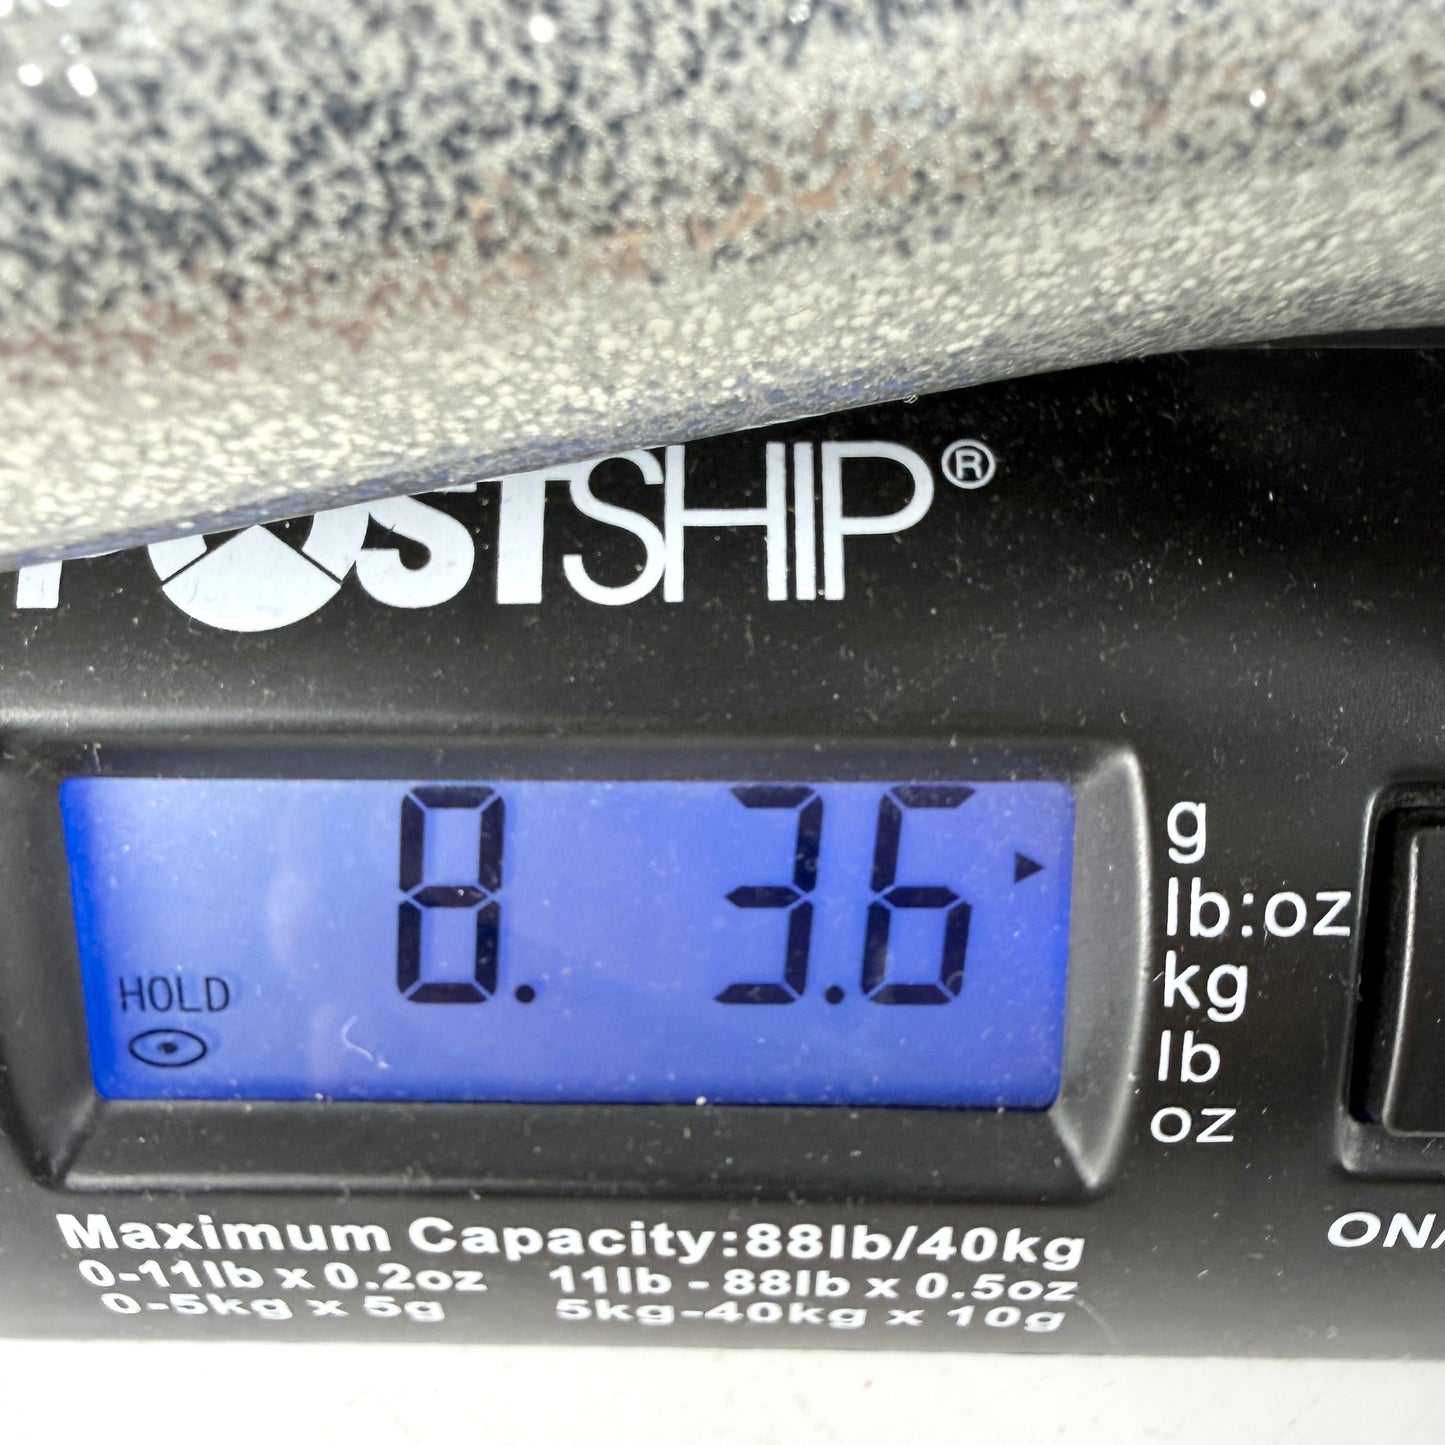 POSTSHIP®
8. 3.6
HOLD
g
lb:oz
kg
lb
oz
Maximum Capacity:88lb/40kg
0-11lb x 0.2oz 11lb - 88lb x 0.5oz
0-5kg x 5g 5kg-40kg x 10g
ON/